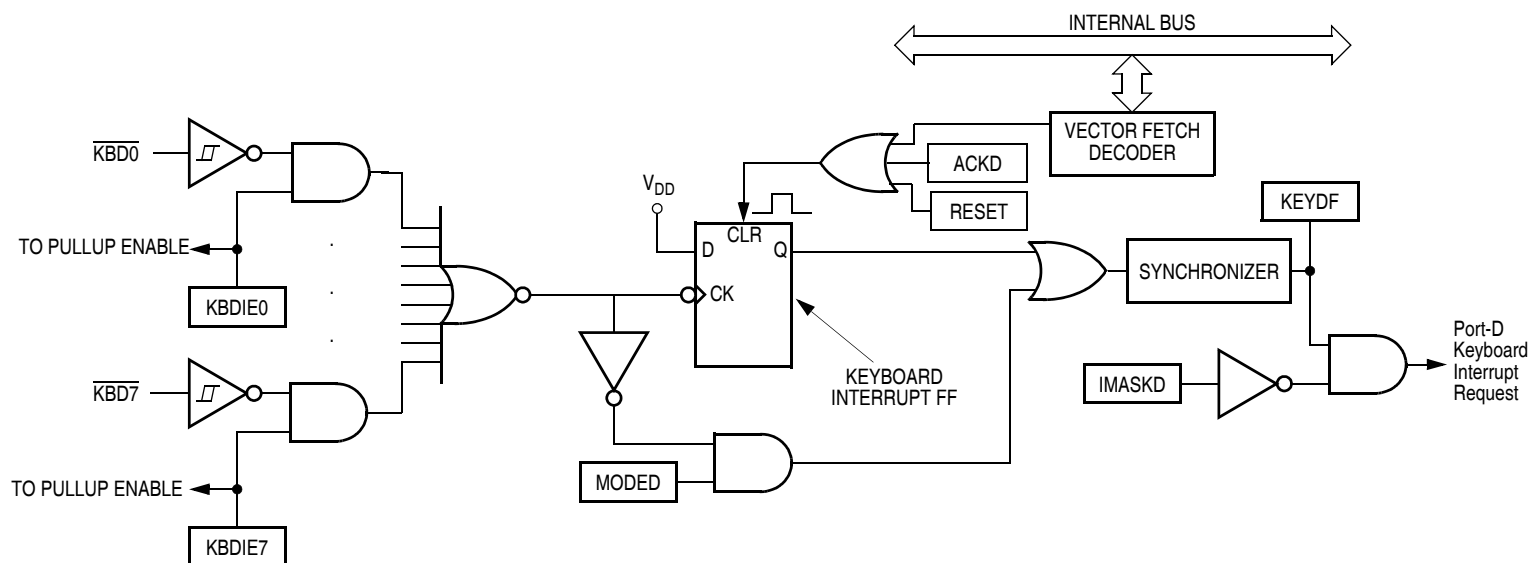 INTERNAL BUS
KBD0
VECTOR FETCH
DECODER
ACKD
VDD
RESET
KEYDF
TO PULLUP ENABLE
D
CLR
Q
SYNCHRONIZER
KBDIE0
CK
Port-D
Keyboard
Interrupt
Request
KBD7
KEYBOARD
INTERRUPT FF
IMASKD
MODED
TO PULLUP ENABLE
KBDIE7